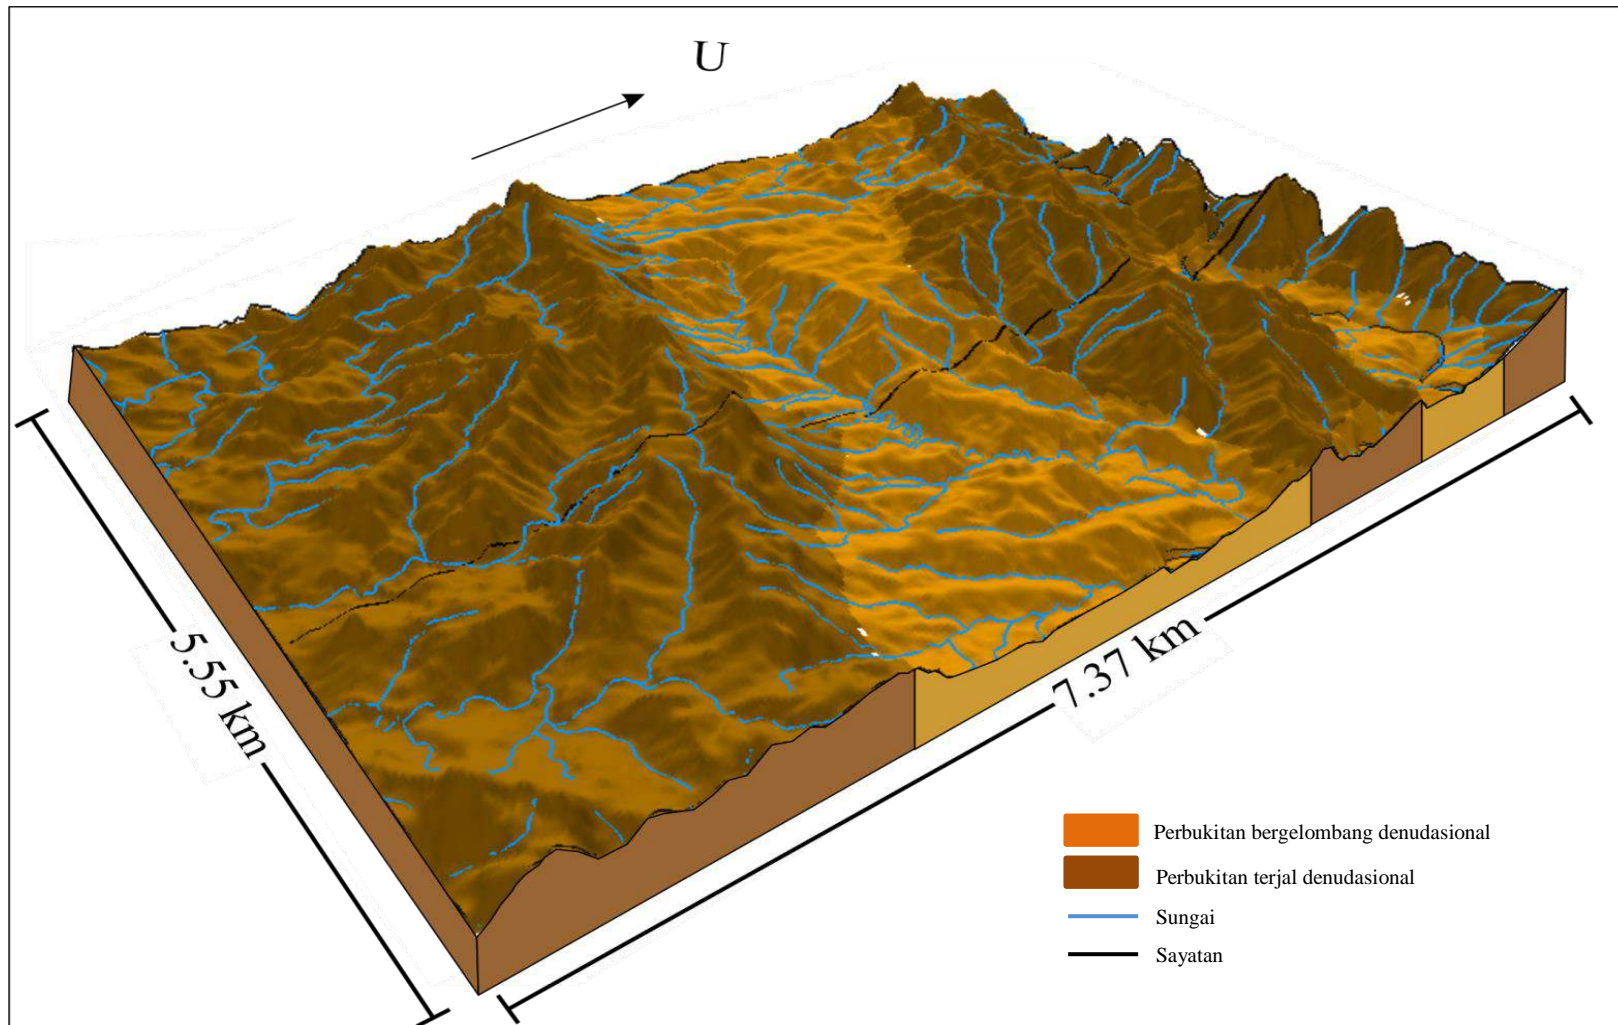 U
5.55 km
7.37 km
Perbukitan bergelombang denudasional
Perbukitan terjal denudasional
Sungai
Sayatan